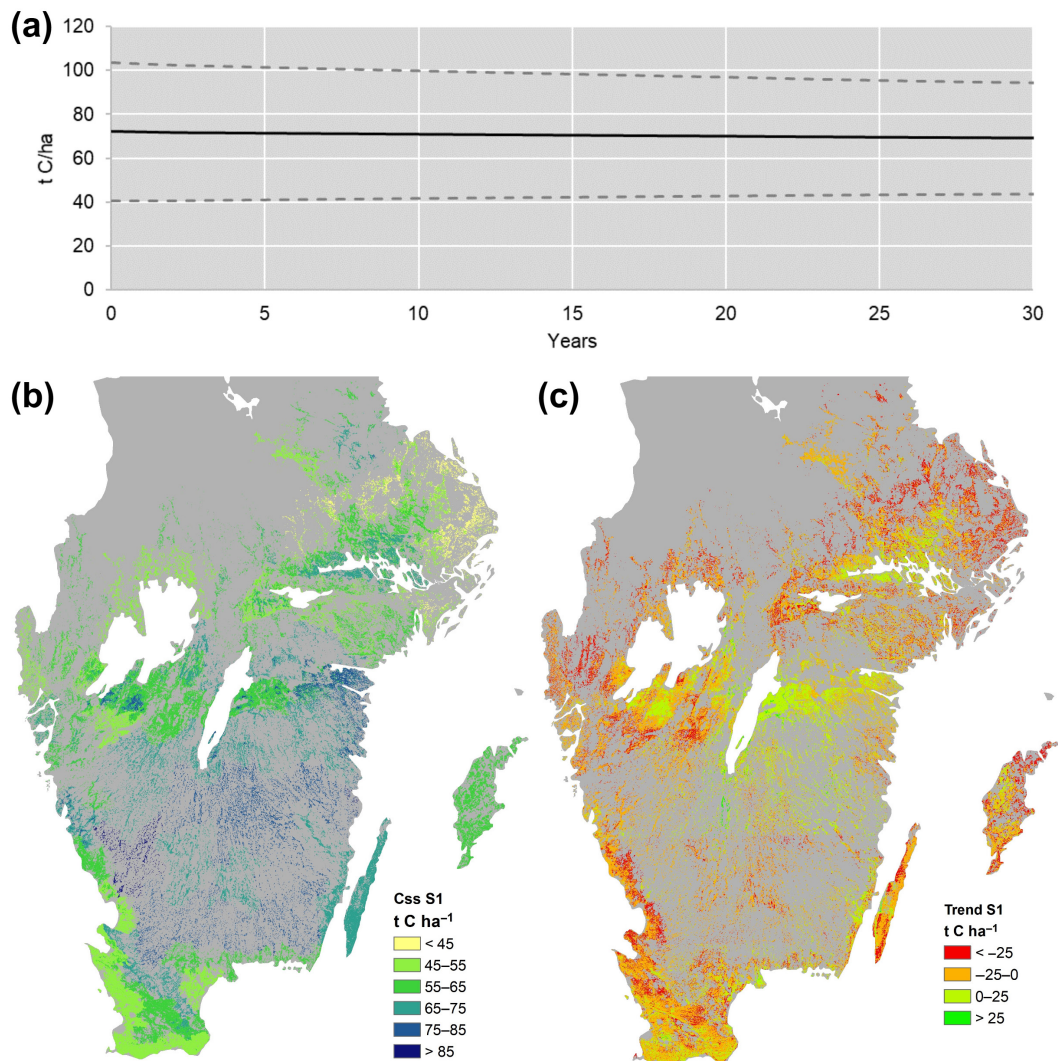 (a)
120
100
80
60
40
20
0
t C/ha
0 5 10 15 20 25 30
Years
(b)
Css S1
t C ha⁻¹
< 45
45–55
55–65
65–75
75–85
> 85
(c)
Trend S1
t C ha⁻¹
< –25
–25–0
0–25
> 25